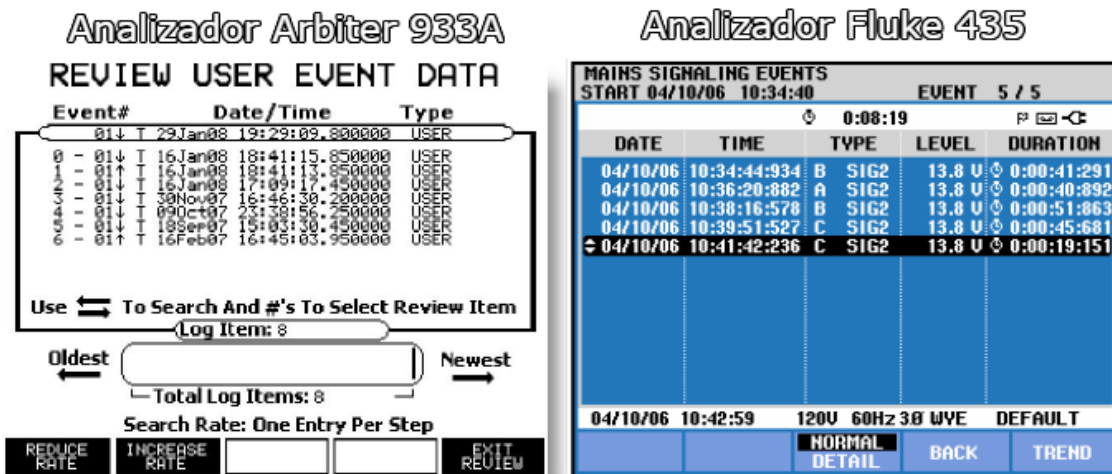 Analizador Arbiter 933A
REVIEW USER EVENT DATA
Event# Date/Time Type
01↓ T 29Jan08 19:29:09.800000 USER
0 - 01↓ T 16Jan08 18:41:15.850000 USER
1 - 01↑ T 16Jan08 18:41:13.850000 USER
2 - 01↓ T 16Jan08 17:09:17.450000 USER
3 - 01↓ T 30Nov07 16:46:30.200000 USER
4 - 01↓ T 09Oct07 23:38:56.250000 USER
5 - 01↓ T 18Sep07 15:03:30.450000 USER
6 - 01↑ T 16Feb07 16:45:03.950000 USER
Use ⇆ To Search And #'s To Select Review Item
Log Item: 8
Oldest Newest
Total Log Items: 8
Search Rate: One Entry Per Step
REDUCE RATE INCREASE RATE EXIT REVIEW
Analizador Fluke 435
MAINS SIGNALING EVENTS
START 04/10/06 10:34:40 EVENT 5 / 5
0:08:19
DATE TIME TYPE LEVEL DURATION
04/10/06 10:34:44:934 B SIG2 13.8 V 0:00:41:291
04/10/06 10:36:20:882 A SIG2 13.8 V 0:00:40:892
04/10/06 10:38:16:578 B SIG2 13.8 V 0:00:51:863
04/10/06 10:39:51:527 C SIG2 13.8 V 0:00:45:681
04/10/06 10:41:42:236 C SIG2 13.8 V 0:00:19:151
04/10/06 10:42:59 120V 60Hz 3Ø WYE DEFAULT
NORMAL
DETAIL BACK TREND